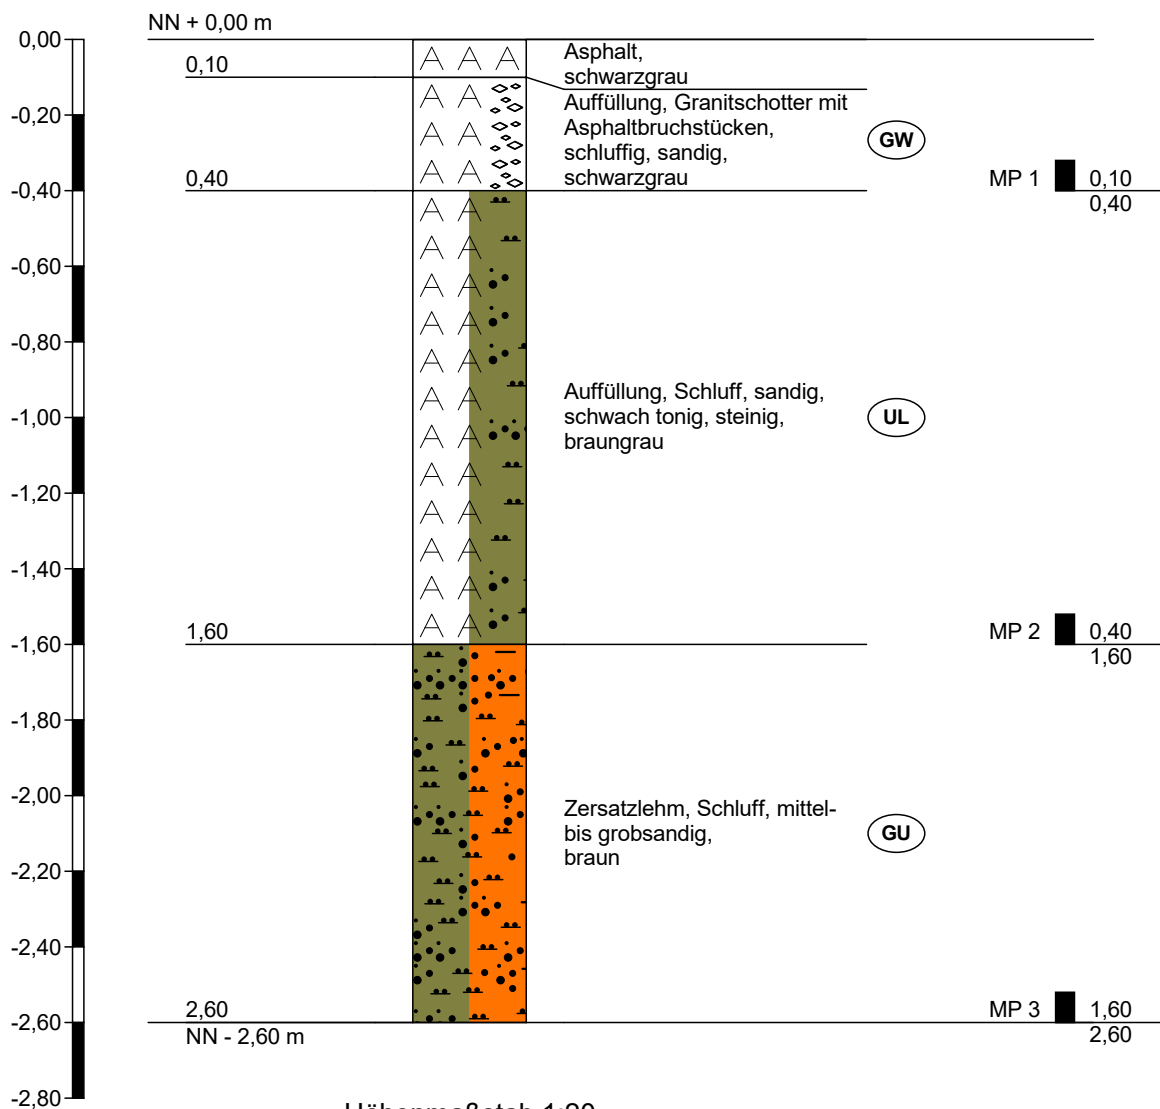 NN + 0,00 m
0,00
Asphalt,
schwarzgrau
0,10
Auffüllung, Granitschotter mit
Asphaltbruchstücken,
schluffig, sandig,
schwarzgrau
GW
-0,20
0,40
MP 1
0,10
0,40
-0,40
-0,60
-0,80
Auffüllung, Schluff, sandig,
schwach tonig, steinig,
braungrau
UL
-1,00
-1,20
-1,40
1,60
MP 2
0,40
1,60
-1,60
-1,80
-2,00
Zersatzlehm, Schluff, mittel-
bis grobsandig,
braun
GU
-2,20
-2,40
2,60
MP 3
1,60
2,60
-2,60
NN - 2,60 m
-2,80
Höhenmaßstab 1:20